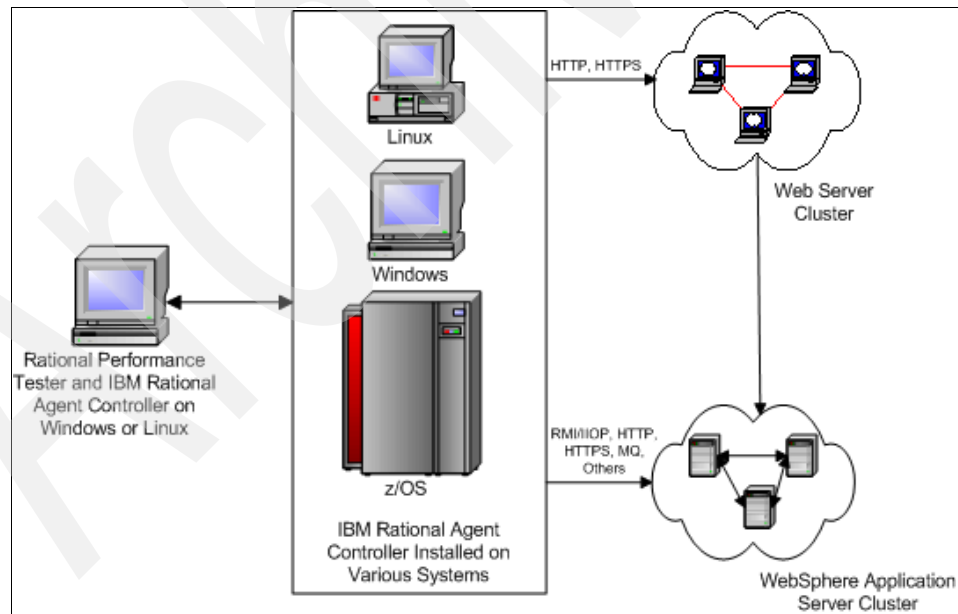 Linux
HTTP, HTTPS
Web Server
Cluster
Windows
Rational Performance
Tester and IBM Rational
Agent Controller on
Windows or Linux
z/OS
RMI/IIOP, HTTP,
HTTPS, MQ,
Others
IBM Rational Agent
Controller Installed on
Various Systems
WebSphere Application
Server Cluster